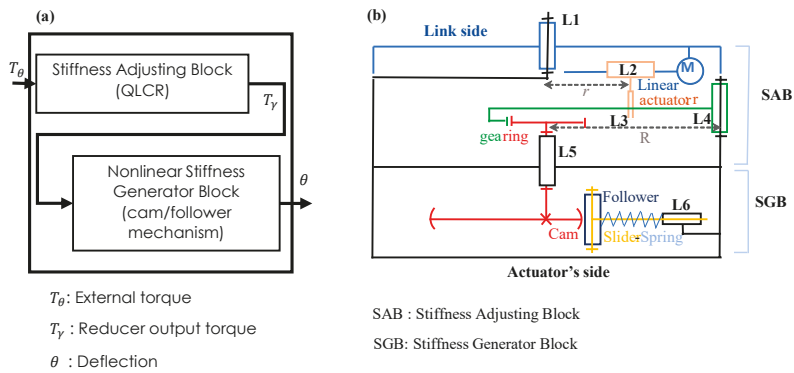 (a)
T_θ
Stiffness Adjusting Block
(QLCR)
T_γ
Nonlinear Stiffness
Generator Block
(cam/follower
mechanism)
θ
T_θ: External torque
T_γ : Reducer output torque
θ : Deflection
(b)
Link side
L1
L2
M
r
Linear
actuatorr
L3
L4
SAB
gearing
R
L5
SGB
Follower
L6
Cam
Slide-Spring
Actuator's side
SAB : Stiffness Adjusting Block
SGB: Stiffness Generator Block